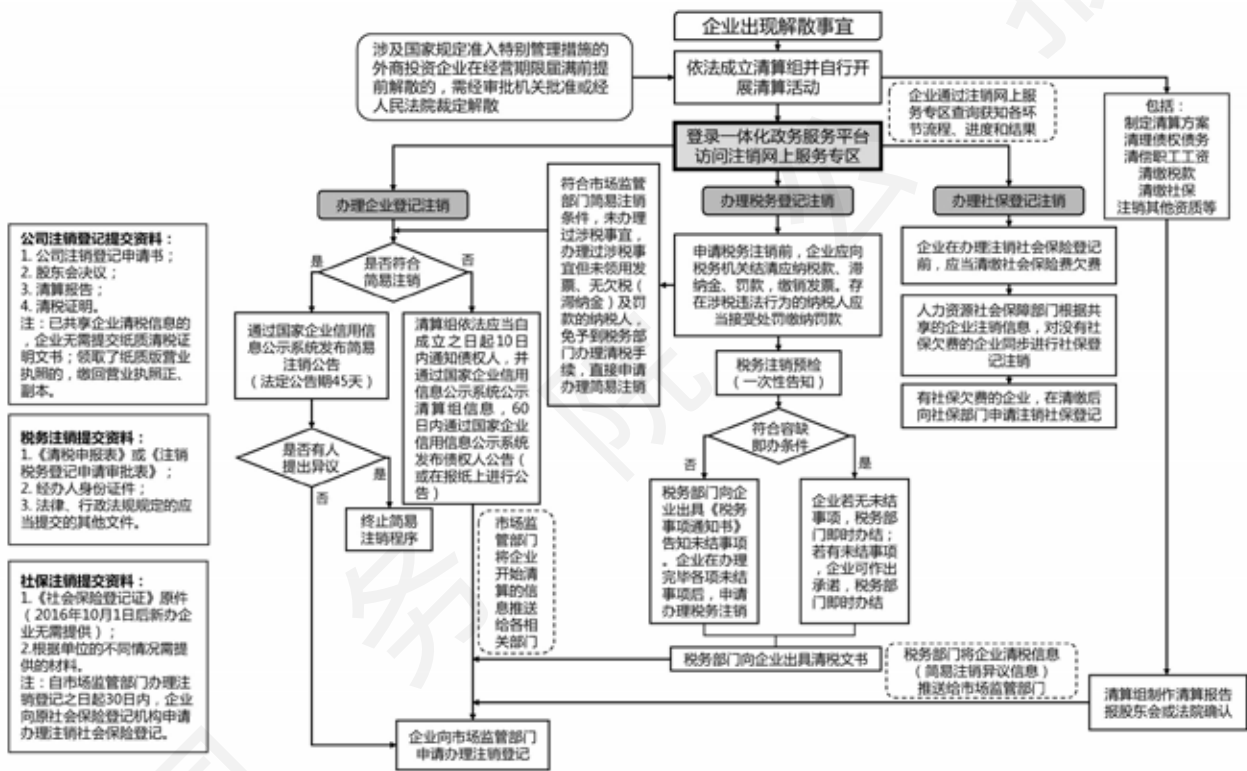 企业出现解散事宜
涉及国家规定准入特别管理措施的
外商投资企业在经营期限届满前提
前解散的，需经审批机关批准或经
人民法院裁定解散
依法成立清算组并自行开
展清算活动
企业通过注销网上服
务专区查询获知各环
节流程、进度和结果
包括：
制定清算方案
清理债权债务
清偿职工工资
清缴税款
清缴社保
注销其他资质等
登录一体化政务服务平台
访问注销网上服务专区
办理企业登记注销
办理税务登记注销
办理社保登记注销
公司注销登记提交资料：
1. 公司注销登记申请书；
2. 股东会决议；
3. 清算报告；
4. 清税证明。
注：已共享企业清税信息的
，企业无需提交纸质清税证
明文书；领取了纸质版营业
执照的，缴回营业执照正、
副本。
税务注销提交资料：
1.《清税申报表》或《注销
税务登记申请审批表》；
2. 经办人身份证件；
3. 法律、行政法规规定的应
当提交的其他文件。
社保注销提交资料：
1.《社会保险登记证》原件
（2016年10月1日后新办企
业无需提供）；
2.根据单位的不同情况需提
供的材料。
注：自市场监管部门办理注
销登记之日起30日内，企业
向原社会保险登记机构申请
办理注销社会保险登记。
是否符合
简易注销
是
否
通过国家企业信用信
息公示系统发布简易
注销公告
（法定公告期45天）
是否有人
提出异议
否
是
终止简易
注销程序
清算组依法应当自
成立之日起10日
内通知债权人，并
通过国家企业信用
信息公示系统公示
清算组信息，60
日内通过国家企业
信用信息公示系统
发布债权人公告（
或在报纸上进行公
告）
市场监
管部门
将企业
开始清
算的信
息推送
给各相
关部门
符合市场监管
部门简易注销
条件，未办理
过涉税事宜，
办理过涉税事
宜但未领用发
票、无欠税（
滞纳金）及罚
款的纳税人，
免予到税务部
门办理清税手
续，直接申请
办理简易注销
申请税务注销前，企业应向
税务机关结清应纳税款、滞
纳金、罚款，缴销发票。存
在涉税违法行为的纳税人应
当接受处罚缴纳罚款
税务注销预检
（一次性告知）
符合容缺
即办条件
否
是
税务部门向企
业出具《税务
事项通知书》
告知未结事项
。企业在办理
完毕各项未结
事项后，申请
办理税务注销
企业若无未结
事项，税务部
门即时办结；
若有未结事项
，企业可作出
承诺，税务部
门即时办结
税务部门向企业出具清税文书
税务部门将企业清税信息
（简易注销异议信息）
推送给市场监管部门
企业在办理注销社会保险登记
前，应当清缴社会保险费欠费
人力资源社会保障部门根据共
享的企业注销信息，对没有社
保欠费的企业同步进行社保登
记注销
有社保欠费的企业，在清缴后
向社保部门申请注销社保登记
清算组制作清算报告
报股东会或法院确认
企业向市场监管部门
申请办理注销登记